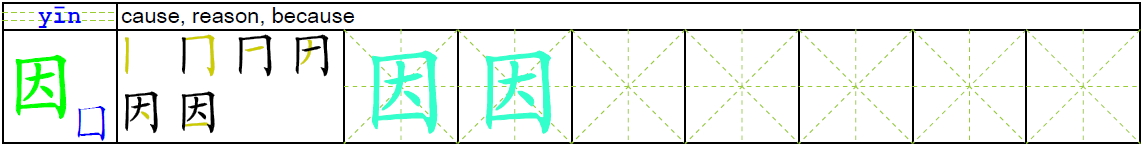 yīn cause, reason, because
因 囗 因 因